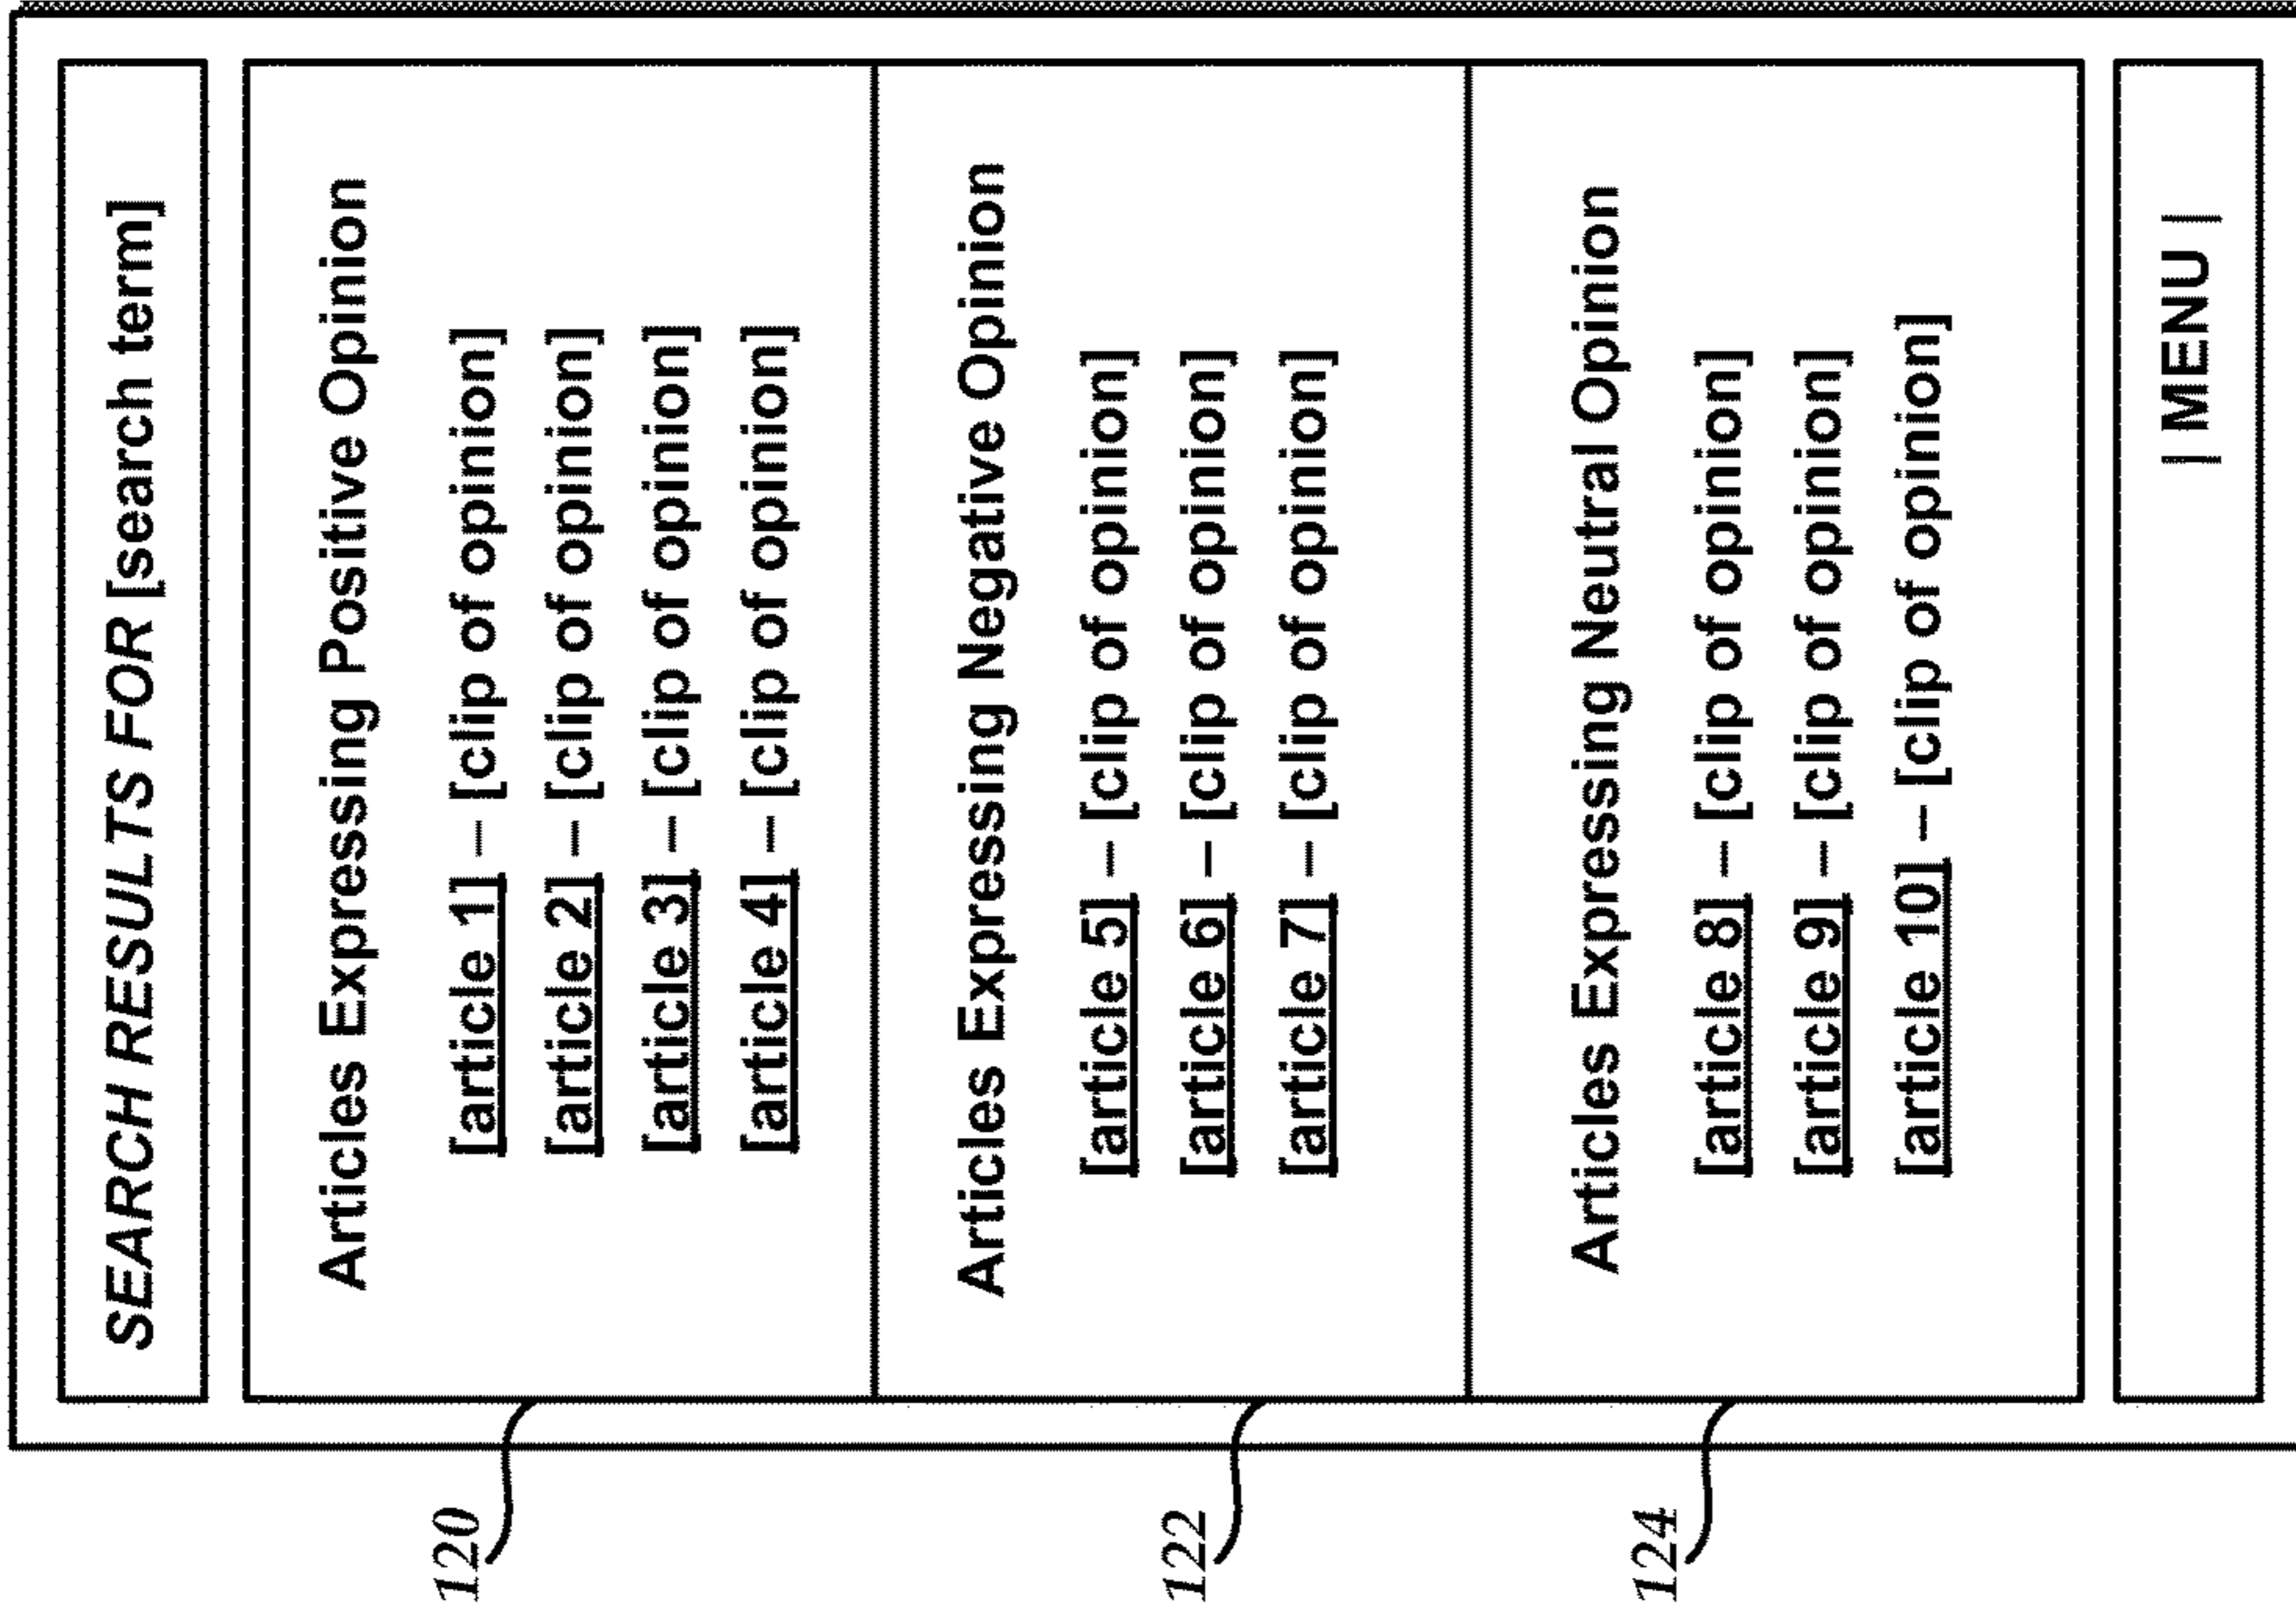 SEARCH RESULTS FOR [search term]
120
Articles Expressing Positive Opinion
[article 1] – [clip of opinion]
[article 2] – [clip of opinion]
[article 3] – [clip of opinion]
[article 4] – [clip of opinion]
122
Articles Expressing Negative Opinion
[article 5] – [clip of opinion]
[article 6] – [clip of opinion]
[article 7] – [clip of opinion]
124
Articles Expressing Neutral Opinion
[article 8] – [clip of opinion]
[article 9] – [clip of opinion]
[article 10] – [clip of opinion]
| MENU |